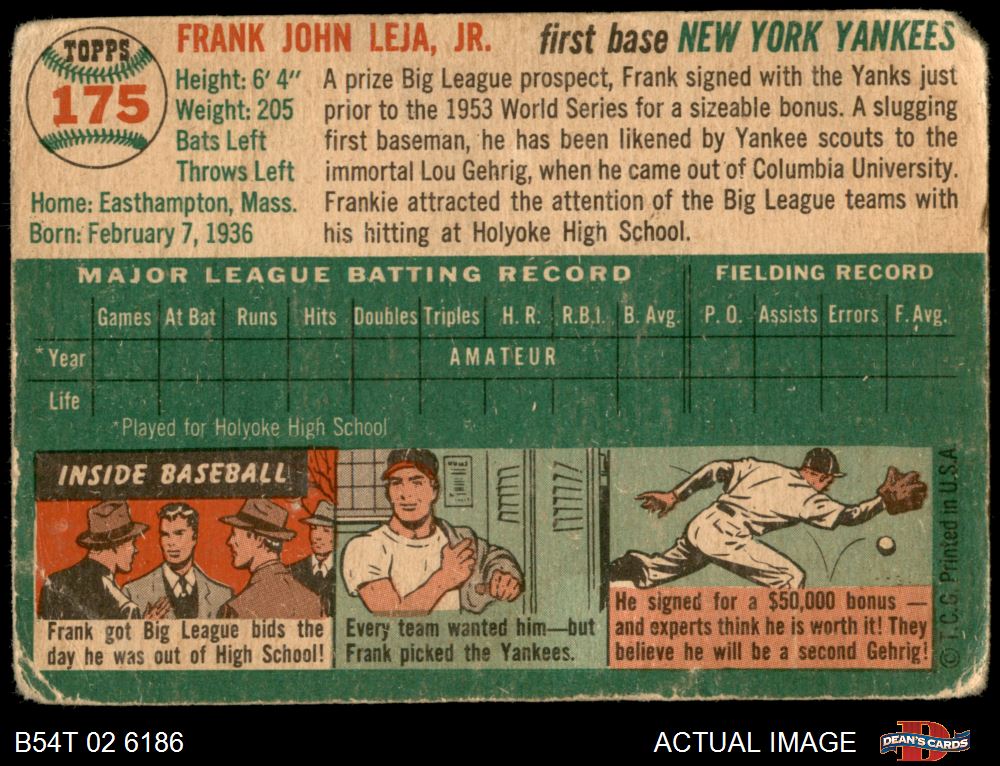 TOPPS
175
FRANK JOHN LEJA, JR. first base NEW YORK YANKEES
Height: 6' 4"
Weight: 205
Bats Left
Throws Left
Home: Easthampton, Mass.
Born: February 7, 1936
A prize Big League prospect, Frank signed with the Yanks just
prior to the 1953 World Series for a sizeable bonus. A slugging
first baseman, he has been likened by Yankee scouts to the
immortal Lou Gehrig, when he came out of Columbia University.
Frankie attracted the attention of the Big League teams with
his hitting at Holyoke High School.
MAJOR LEAGUE BATTING RECORD FIELDING RECORD
Games At Bat Runs Hits Doubles Triples H. R. R.B.I. B. Avg. P. O. Assists Errors F. Avg.
*Year AMATEUR
Life
*Played for Holyoke High School
INSIDE BASEBALL
Frank got Big League bids the
day he was out of High School!
Every team wanted him—but
Frank picked the Yankees.
He signed for a $50,000 bonus —
and experts think he is worth it! They
believe he will be a second Gehrig!
© T.C.G. Printed in U.S.A.
B54T 02 6186
ACTUAL IMAGE
D
DEAN'S CARDS